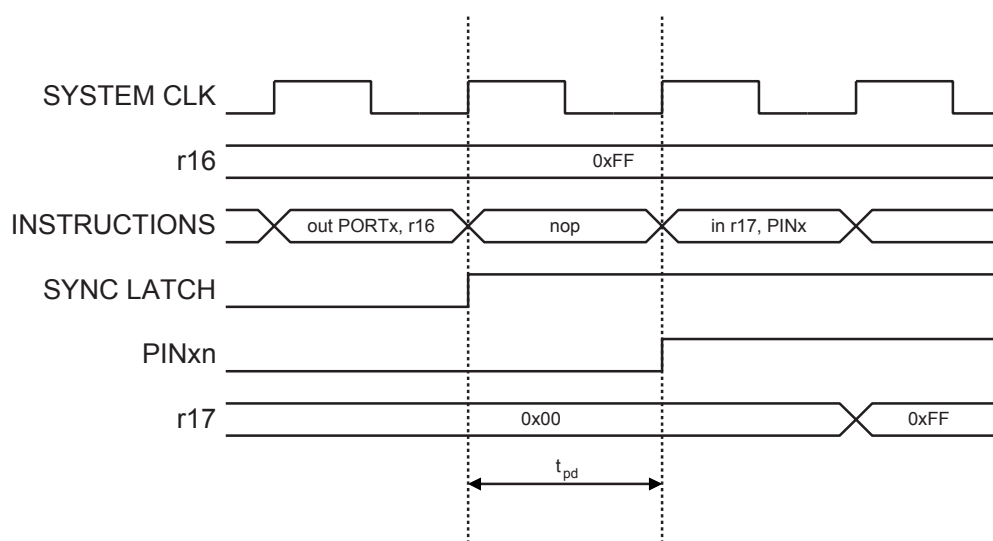 SYSTEM CLK
r16
0xFF
INSTRUCTIONS
out PORTx, r16
nop
in r17, PINx
SYNC LATCH
PINxn
r17
0x00
0xFF
tpd